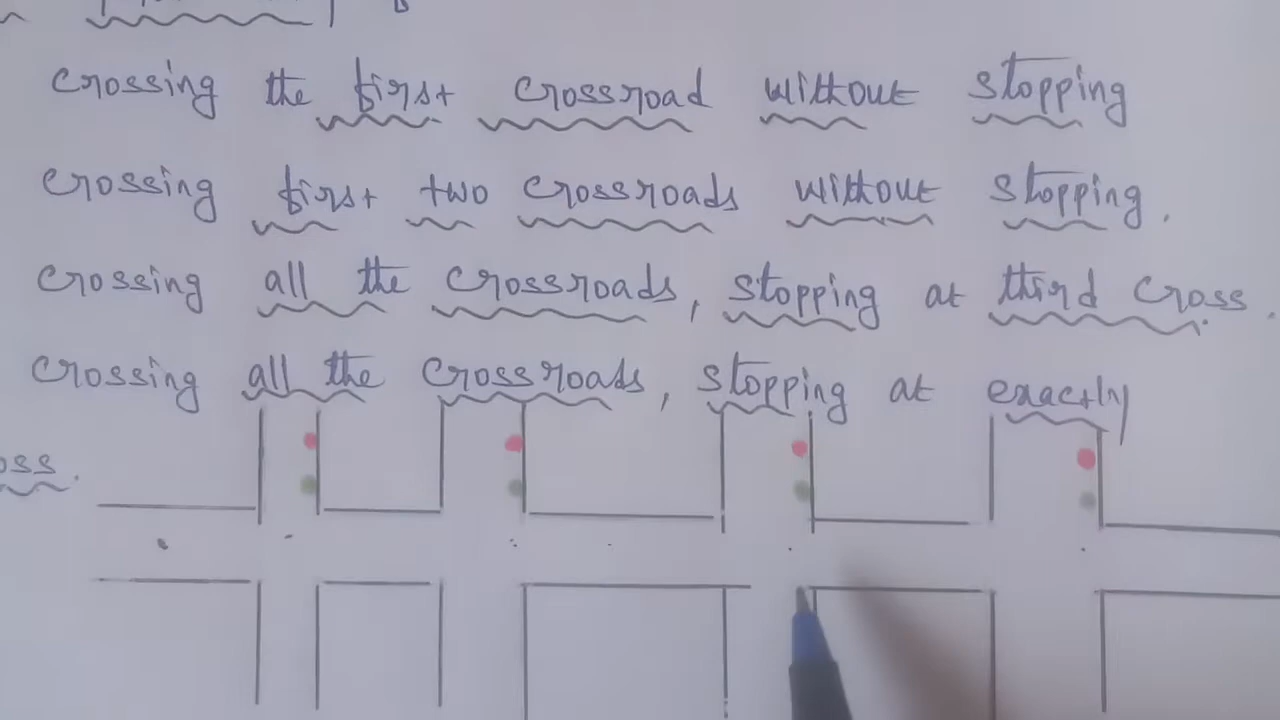 crossing the first crossroad without stopping
crossing first two crossroads without stopping.
crossing all the crossroads, stopping at third cross.
crossing all the crossroads, stopping at exactly
oss.